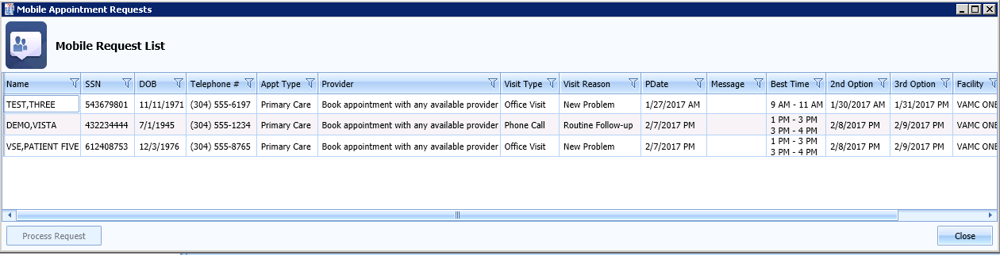 Mobile Appointment Requests
Mobile Request List
Name SSN DOB Telephone # Appt Type Provider Visit Type Visit Reason PDate Message Best Time 2nd Option 3rd Option Facility
TEST,THREE 543679801 11/11/1971 (304) 555-6197 Primary Care Book appointment with any available provider Office Visit New Problem 1/27/2017 AM 9 AM - 11 AM 1/30/2017 AM 1/31/2017 PM VAMC ONE
DEMO,VISTA 432234444 7/1/1945 (304) 555-1234 Primary Care Book appointment with any available provider Phone Call Routine Follow-up 2/7/2017 PM 1 PM - 3 PM 2/8/2017 PM 2/9/2017 PM VAMC ONE
3 PM - 4 PM
VSE,PATIENT FIVE 612408753 12/3/1976 (304) 555-8765 Primary Care Book appointment with any available provider Office Visit New Problem 2/7/2017 PM 1 PM - 3 PM 2/8/2017 PM 2/9/2017 PM VAMC ONE
3 PM - 4 PM
Process Request Close